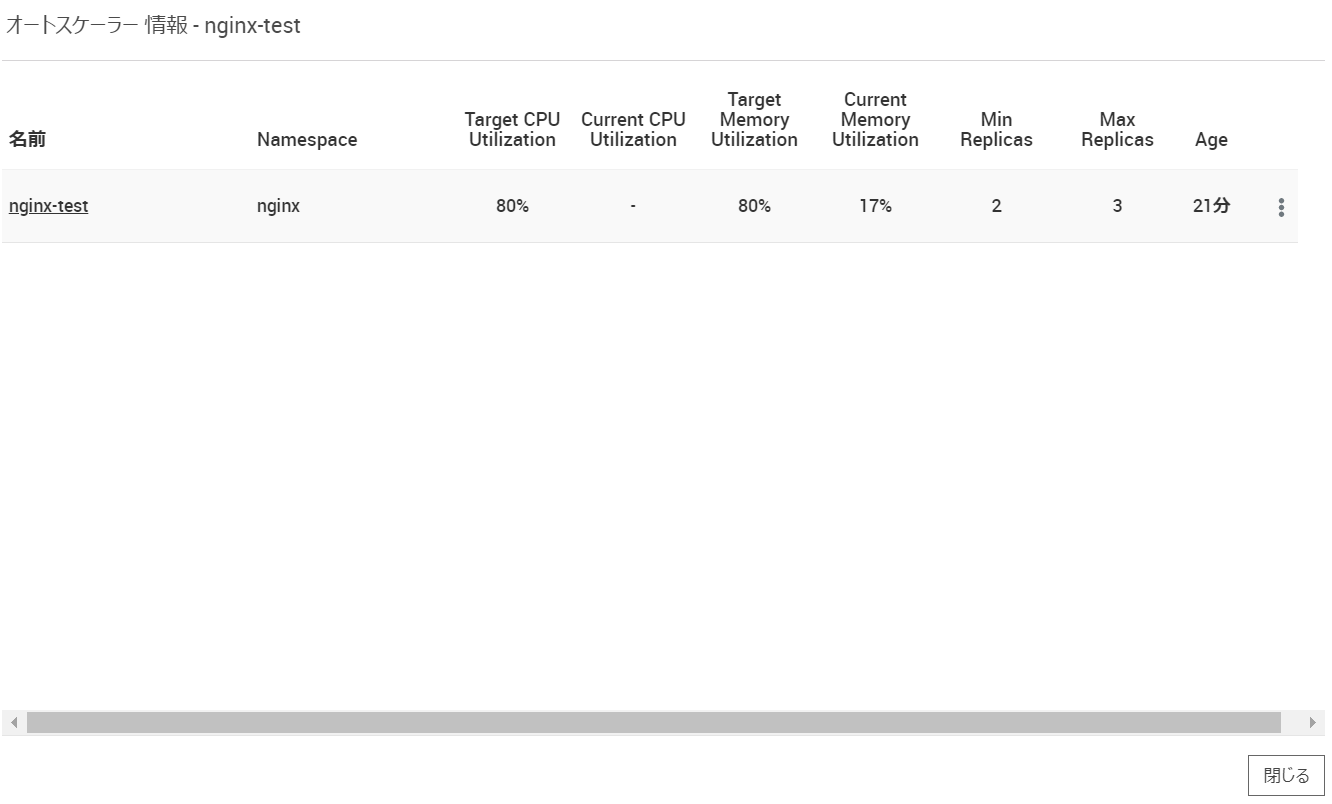 オートスケーラー 情報 - nginx-test
名前
Namespace
Target CPU
Utilization
Current CPU
Utilization
Target
Memory
Utilization
Current
Memory
Utilization
Min
Replicas
Max
Replicas
Age
nginx-test
nginx
80%
-
80%
17%
2
3
21分
閉じる